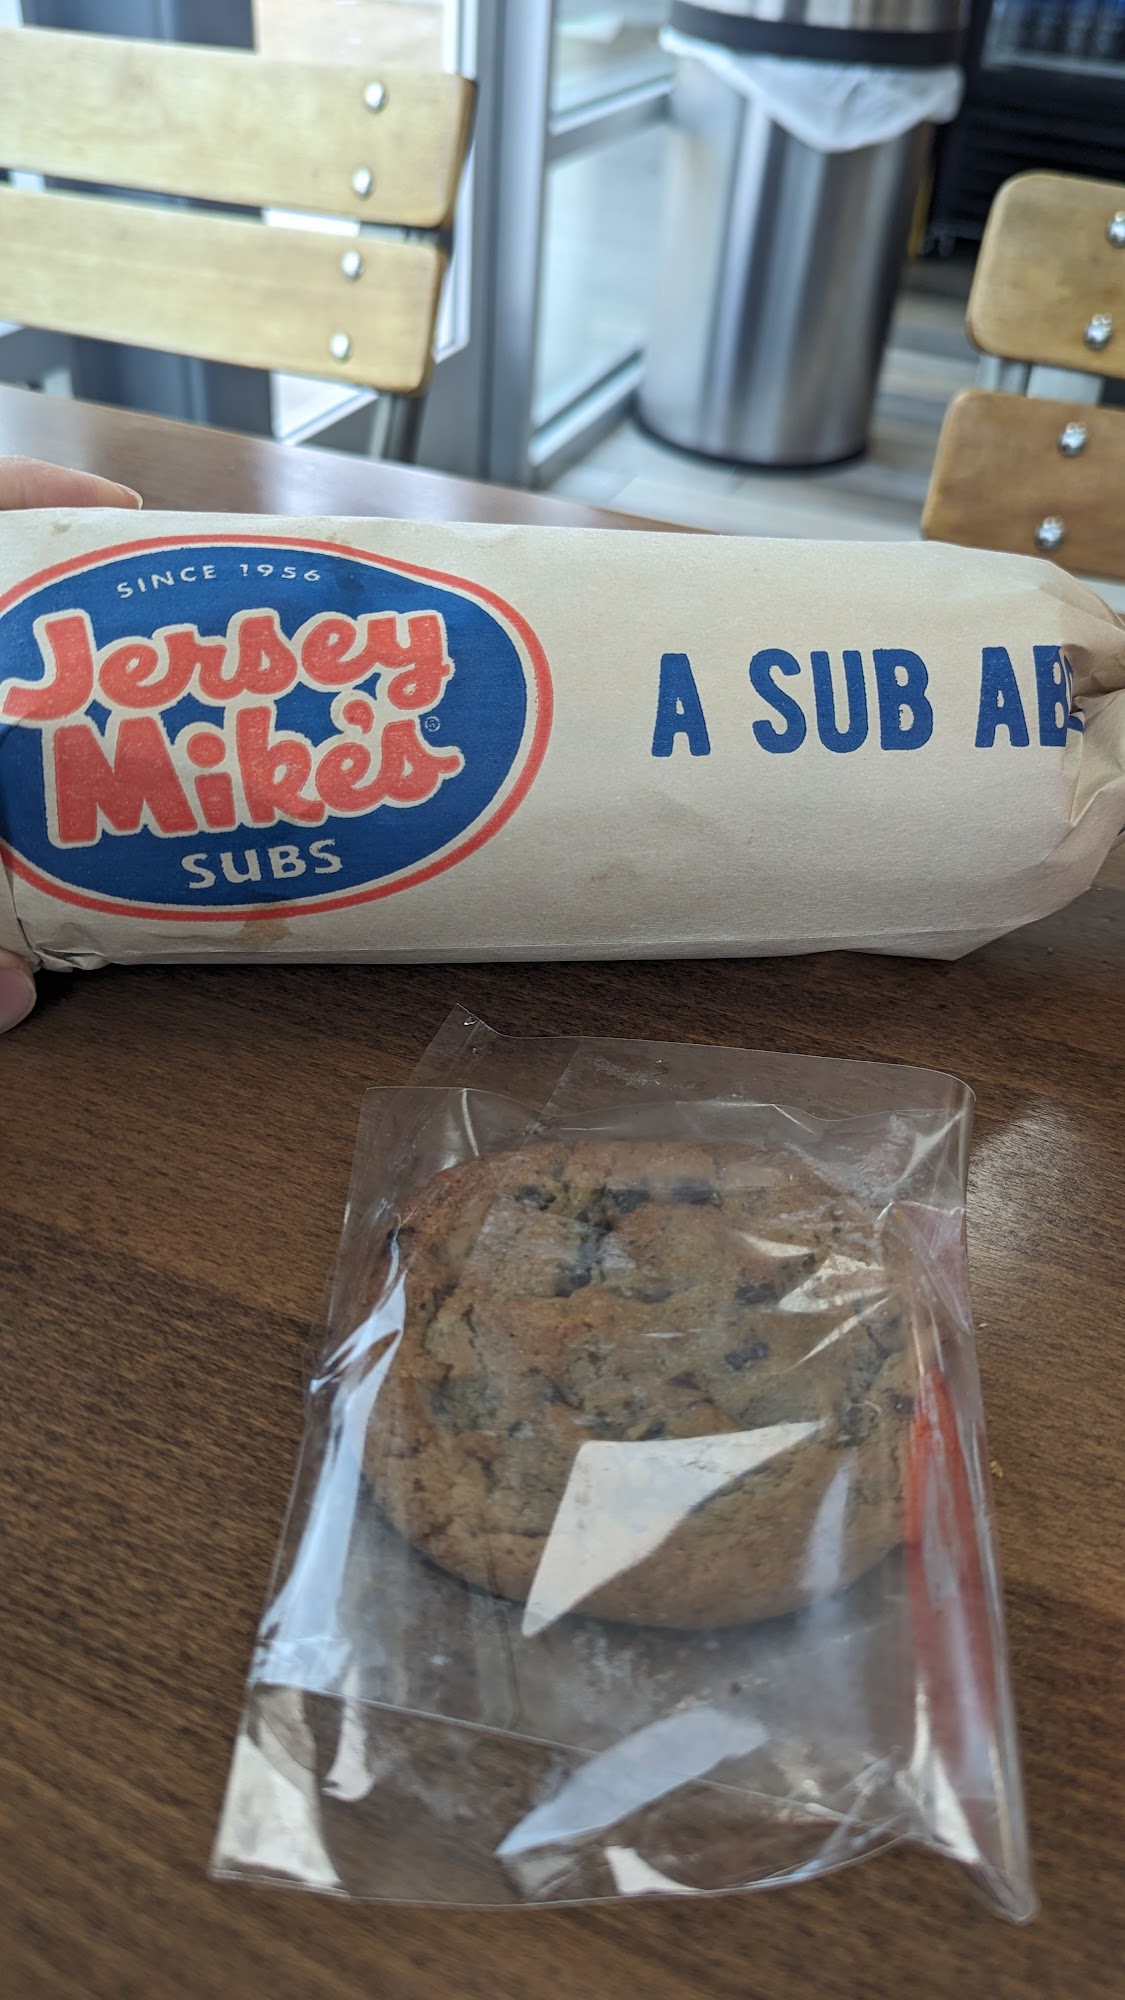 SINCE 1956
Jersey
Mike's®
SUBS
A SUB AB